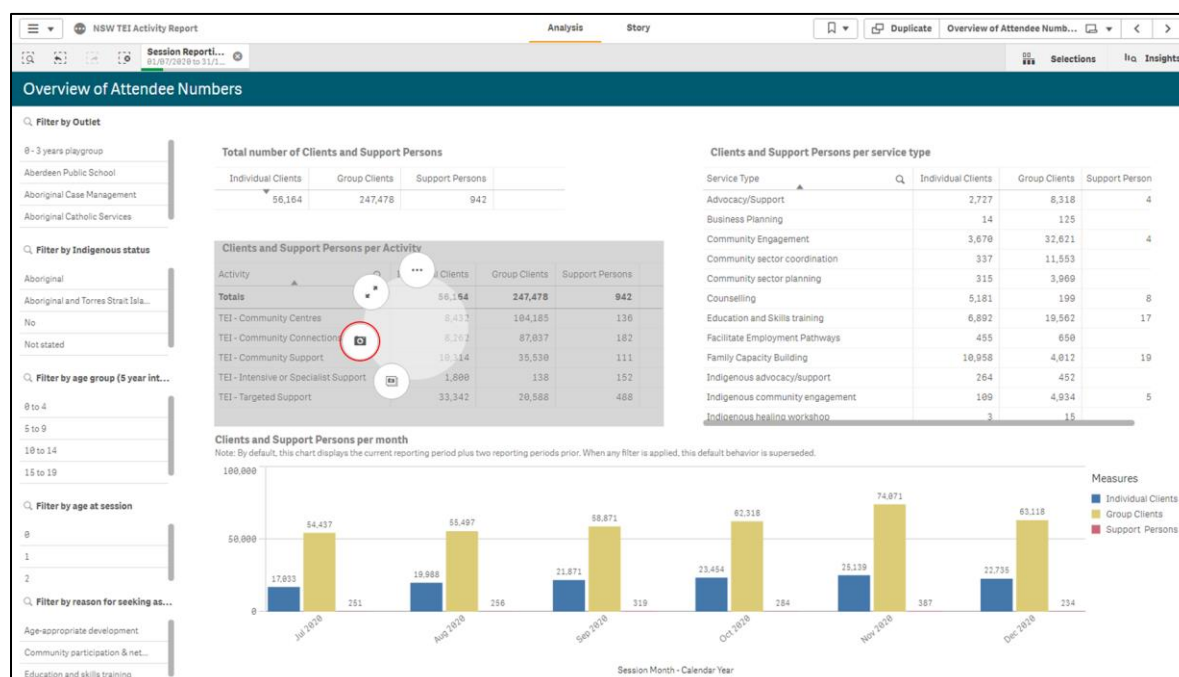 NSW TEI Activity Report
Analysis
Story
Duplicate
Overview of Attendee Numb...
Session Reporti...
01/07/2020 to 31/1...
Selections
Insights
Overview of Attendee Numbers
Filter by Outlet
0 - 3 years playgroup
Aberdeen Public School
Aboriginal Case Management
Aboriginal Catholic Services
Filter by Indigenous status
Aboriginal
Aboriginal and Torres Strait Isla...
No
Not stated
Filter by age group (5 year int...
0 to 4
5 to 9
10 to 14
15 to 19
Filter by age at session
0
1
2
Filter by reason for seeking as...
Age-appropriate development
Community participation & net...
Education and skills training
Total number of Clients and Support Persons
Individual Clients Group Clients Support Persons
56,164 247,478 942
Clients and Support Persons per Activity
Activity Clients Group Clients Support Persons
Totals 56,164 247,478 942
TEI - Community Centres 8,432 104,185 136
TEI - Community Connections 8,262 87,037 182
TEI - Community Support 10,314 35,530 111
TEI - Intensive or Specialist Support 1,800 138 152
TEI - Targeted Support 33,342 20,588 488
Clients and Support Persons per service type
Service Type Individual Clients Group Clients Support Person
Advocacy/Support 2,727 8,318 4
Business Planning 14 125
Community Engagement 3,670 32,621 4
Community sector coordination 337 11,553
Community sector planning 315 3,969
Counselling 5,181 199 8
Education and Skills training 6,892 19,562 17
Facilitate Employment Pathways 455 650
Family Capacity Building 10,958 4,012 19
Indigenous advocacy/support 264 452
Indigenous community engagement 109 4,934 5
Indigenous healing workshop 3 15
Clients and Support Persons per month
Note: By default, this chart displays the current reporting period plus two reporting periods prior. When any filter is applied, this default behavior is superseded.
100,000
50,000
0
17,033 54,437 251
19,988 55,497 256
21,871 58,871 319
23,454 62,318 284
25,139 74,071 387
22,735 63,118 234
Jul 2020
Aug 2020
Sep 2020
Oct 2020
Nov 2020
Dec 2020
Session Month - Calendar Year
Measures
Individual Clients
Group Clients
Support Persons